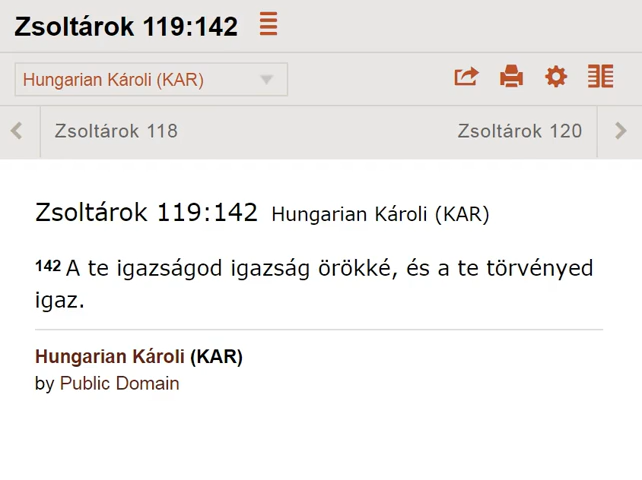 Zsoltárok 119:142
Hungarian Károli (KAR)
Zsoltárok 118
Zsoltárok 120
Zsoltárok 119:142 Hungarian Károli (KAR)
142 A te igazságod igazság örökké, és a te törvényed
igaz.
Hungarian Károli (KAR)
by Public Domain